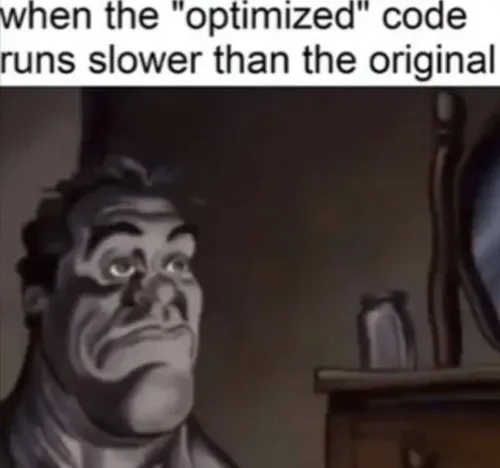 when the "optimized" code
runs slower than the original